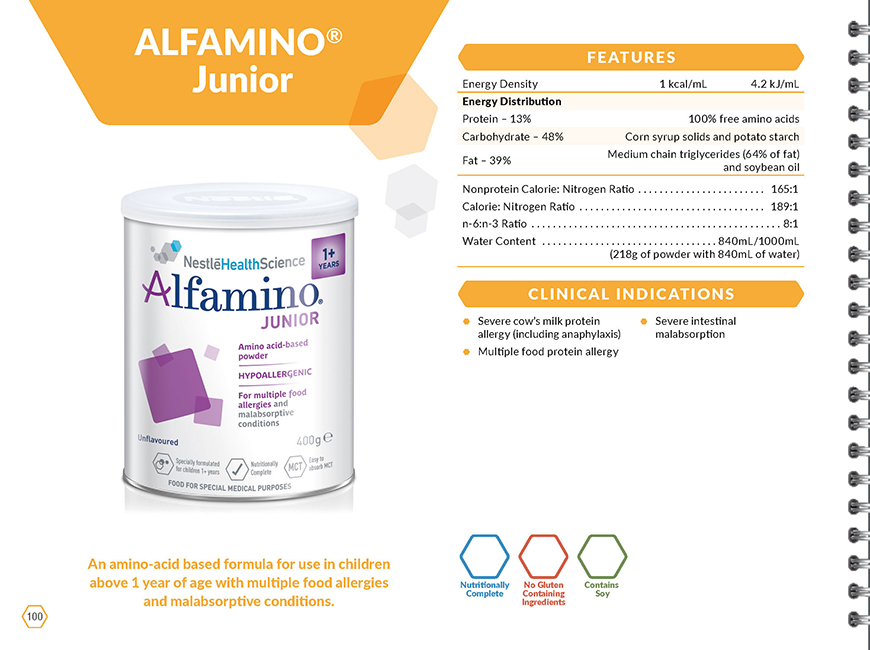 ALFAMINO®
Junior
NestléHealthScience
1+
YEARS
Alfamino®
JUNIOR
Amino acid-based
powder
HYPOALLERGENIC
For multiple food
allergies and
malabsorptive
conditions
Unflavoured
400g ℮
Specially formulated
for children 1+ years
Nutritionally
Complete
MCT
Easy to
absorb MCT
FOOD FOR SPECIAL MEDICAL PURPOSES
An amino-acid based formula for use in children
above 1 year of age with multiple food allergies
and malabsorptive conditions.
100
FEATURES
Energy Density 1 kcal/mL 4.2 kJ/mL
Energy Distribution
Protein – 13% 100% free amino acids
Carbohydrate – 48% Corn syrup solids and potato starch
Fat – 39% Medium chain triglycerides (64% of fat)
and soybean oil
Nonprotein Calorie: Nitrogen Ratio ........................ 165:1
Calorie: Nitrogen Ratio ................................... 189:1
n-6:n-3 Ratio ............................................... 8:1
Water Content ................................. 840mL/1000mL
(218g of powder with 840mL of water)
CLINICAL INDICATIONS
Severe cow's milk protein
allergy (including anaphylaxis)
Multiple food protein allergy
Severe intestinal
malabsorption
Nutritionally
Complete
No Gluten
Containing
Ingredients
Contains
Soy